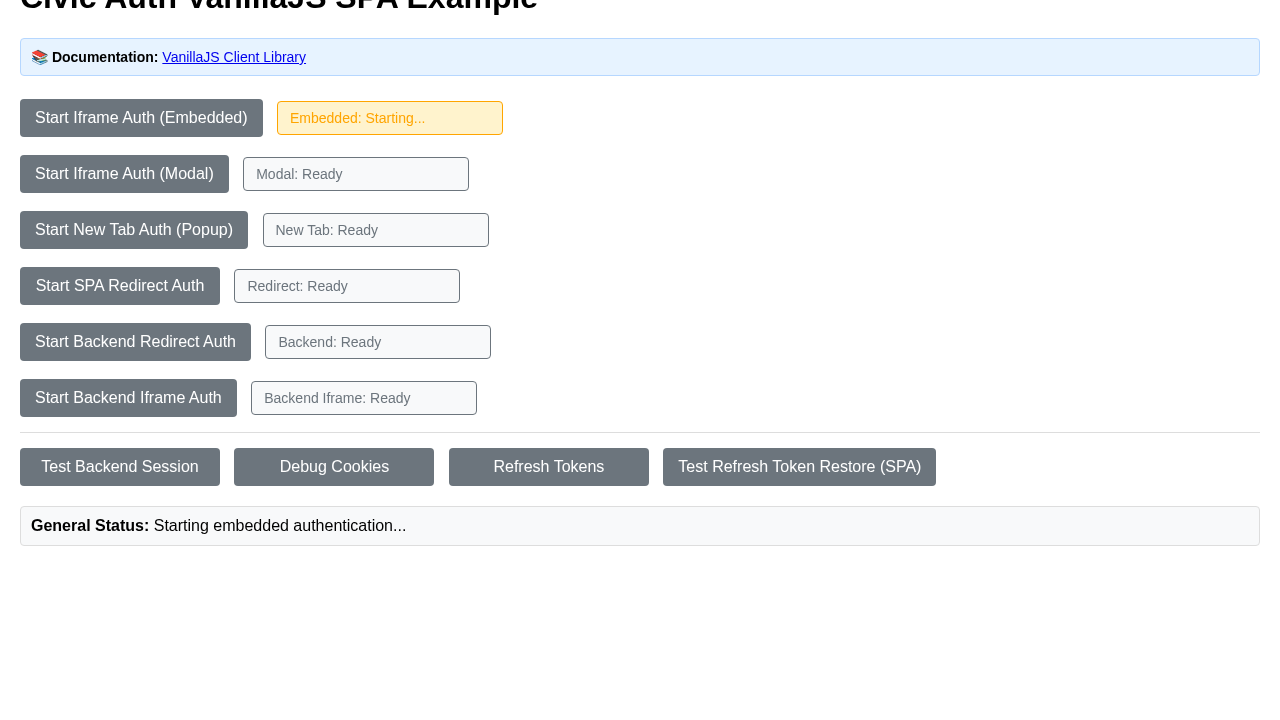 Civic Auth VanillaJS SPA Example
📚 Documentation: VanillaJS Client Library
Start Iframe Auth (Embedded)
Embedded: Starting...
Start Iframe Auth (Modal)
Modal: Ready
Start New Tab Auth (Popup)
New Tab: Ready
Start SPA Redirect Auth
Redirect: Ready
Start Backend Redirect Auth
Backend: Ready
Start Backend Iframe Auth
Backend Iframe: Ready
Test Backend Session
Debug Cookies
Refresh Tokens
Test Refresh Token Restore (SPA)
General Status: Starting embedded authentication...